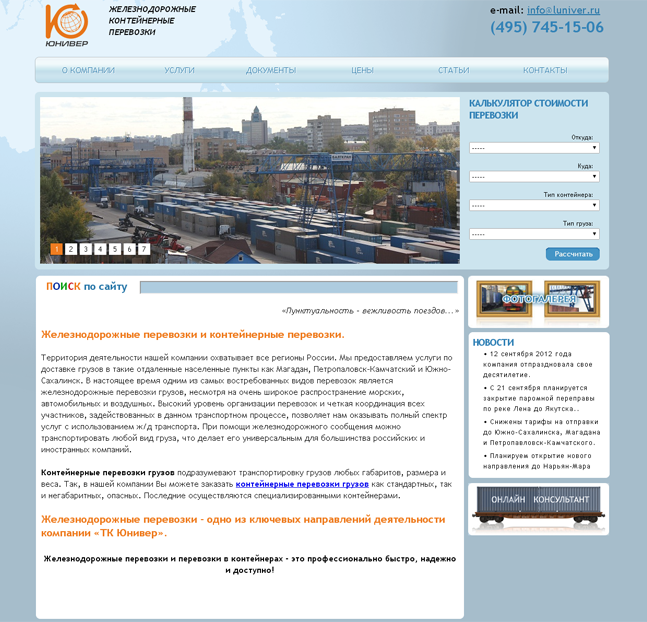 ЮНИВЕР
ЖЕЛЕЗНОДОРОЖНЫЕ
КОНТЕЙНЕРНЫЕ
ПЕРЕВОЗКИ
e-mail: info@luniver.ru
(495) 745-15-06
О КОМПАНИИ УСЛУГИ ДОКУМЕНТЫ ЦЕНЫ СТАТЬИ КОНТАКТЫ
1 2 3 4 5 6 7
КАЛЬКУЛЯТОР СТОИМОСТИ
ПЕРЕВОЗКИ
Откуда:
-----
Куда:
-----
Тип контейнера:
-----
Тип груза:
-----
Рассчитать
ПОИСК по сайту
«Пунктуальность - вежливость поездов...»
Железнодорожные перевозки и контейнерные перевозки.
Территория деятельности нашей компании охватывает все регионы России. Мы предоставляем услуги по
доставке грузов в такие отдаленные населенные пункты как Магадан, Петропаловск-Камчатский и Южно-
Сахалинск. В настоящее время одним из самых востребованных видов перевозок является
железнодорожные перевозки грузов, несмотря на очень широкое распространение морских,
автомобильных и воздушных. Высокий уровень организации перевозок и четкая координация всех
участников, задействованных в данном транспортном процессе, позволяет нам оказывать полный спектр
услуг с использованием ж/д транспорта. При помощи железнодорожного сообщения можно
транспортировать любой вид груза, что делает его универсальным для большинства российских и
иностранных компаний.
Контейнерные перевозки грузов подразумевают транспортировку грузов любых габаритов, размера и
веса. Так, в нашей компании Вы можете заказать контейнерные перевозки грузов как стандартных, так
и негабаритных, опасных. Последние осуществляются специализированными контейнерами.
Железнодорожные перевозки - одно из ключевых направлений деятельности
компании «ТК Юнивер».
Железнодорожные перевозки и перевозки в контейнерах - это профессионально быстро, надежно
и доступно!
ФОТОГАЛЕРЕЯ
НОВОСТИ
• 12 сентября 2012 года
компания отпраздновала свое
десятилетие.
• С 21 сентября планируется
закрытие паромной переправы
по реке Лена до Якутска..
• Снижены тарифы на отправки
до Южно-Сахалинска, Магадана
и Петропавловск-Камчатского.
• Планируем открытие нового
направления до Нарьян-Мара
ОНЛАЙН КОНСУЛЬТАНТ